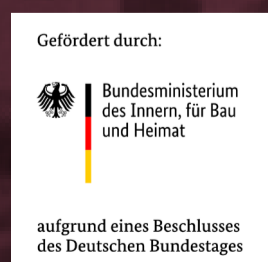 Gefördert durch:
Bundesministerium
des Innern, für Bau
und Heimat
aufgrund eines Beschlusses
des Deutschen Bundestages